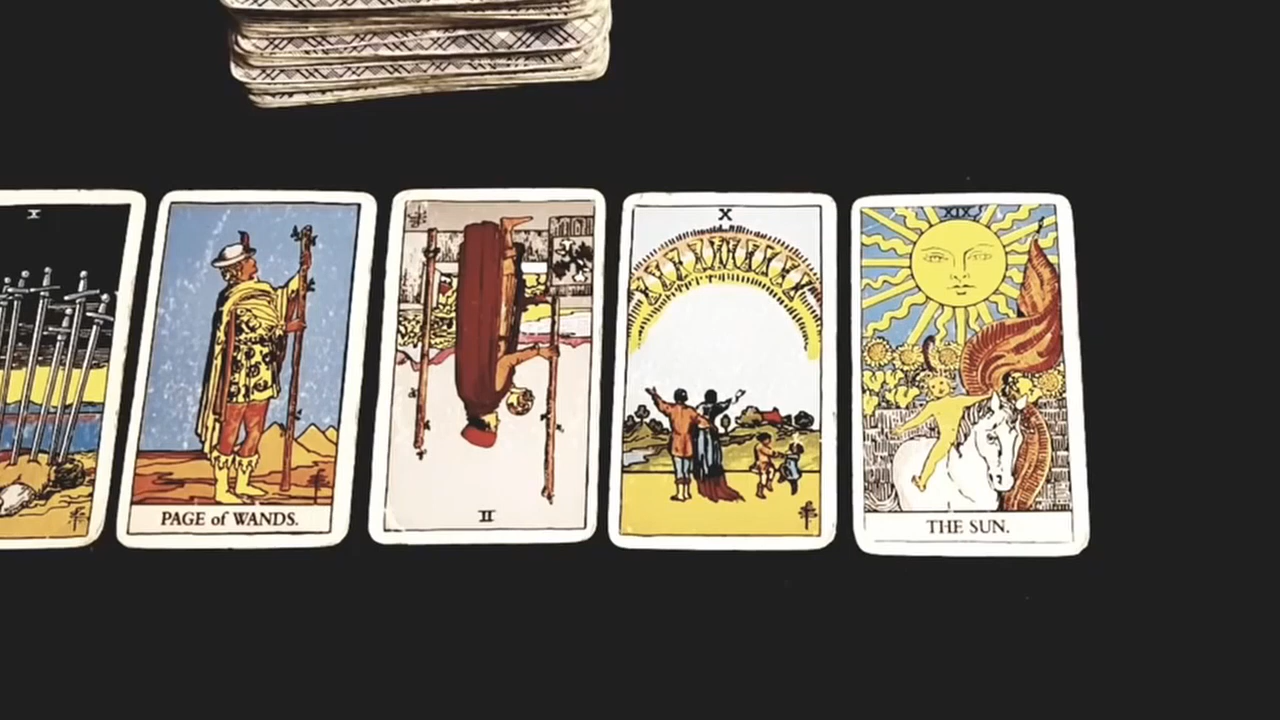 X
PAGE of WANDS.
II
X
XIX
THE SUN.